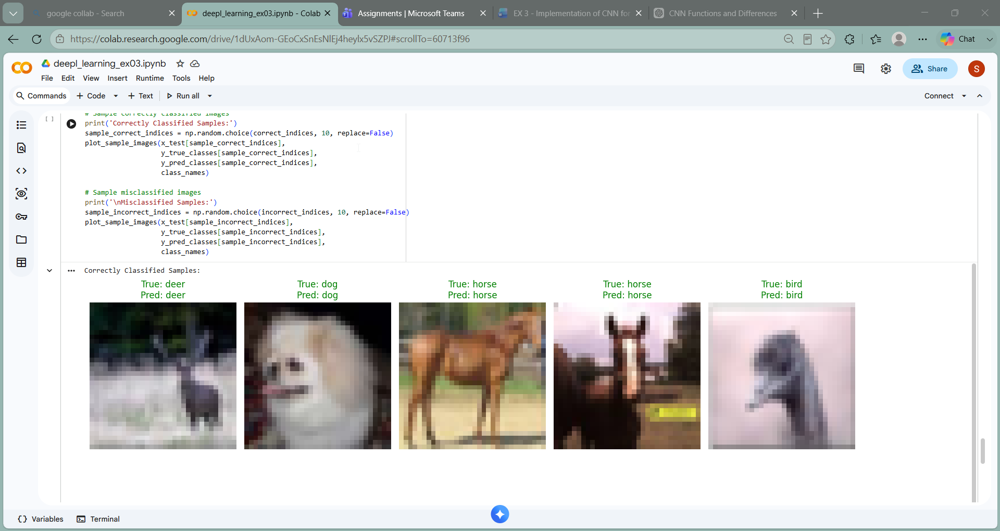 google collab - Search
deepl_learning_ex03.ipynb - Colab
Assignments | Microsoft Teams
EX 3 - Implementation of CNN for
CNN Functions and Differences
https://colab.research.google.com/drive/1dUxAom-GEoCxSnEsNlEj4heylx5vSZPJ#scrollTo=60713f96
Chat
deepl_learning_ex03.ipynb
File Edit View Insert Runtime Tools Help
Share
S
Commands + Code + Text Run all
Connect
[ ]
# Sample correctly classified images
print('Correctly Classified Samples:')
sample_correct_indices = np.random.choice(correct_indices, 10, replace=False)
plot_sample_images(x_test[sample_correct_indices],
y_true_classes[sample_correct_indices],
y_pred_classes[sample_correct_indices],
class_names)
# Sample misclassified images
print('\nMisclassified Samples:')
sample_incorrect_indices = np.random.choice(incorrect_indices, 10, replace=False)
plot_sample_images(x_test[sample_incorrect_indices],
y_true_classes[sample_incorrect_indices],
y_pred_classes[sample_incorrect_indices],
class_names)
Correctly Classified Samples:
True: deer
Pred: deer
True: dog
Pred: dog
True: horse
Pred: horse
True: horse
Pred: horse
True: bird
Pred: bird
Variables
Terminal